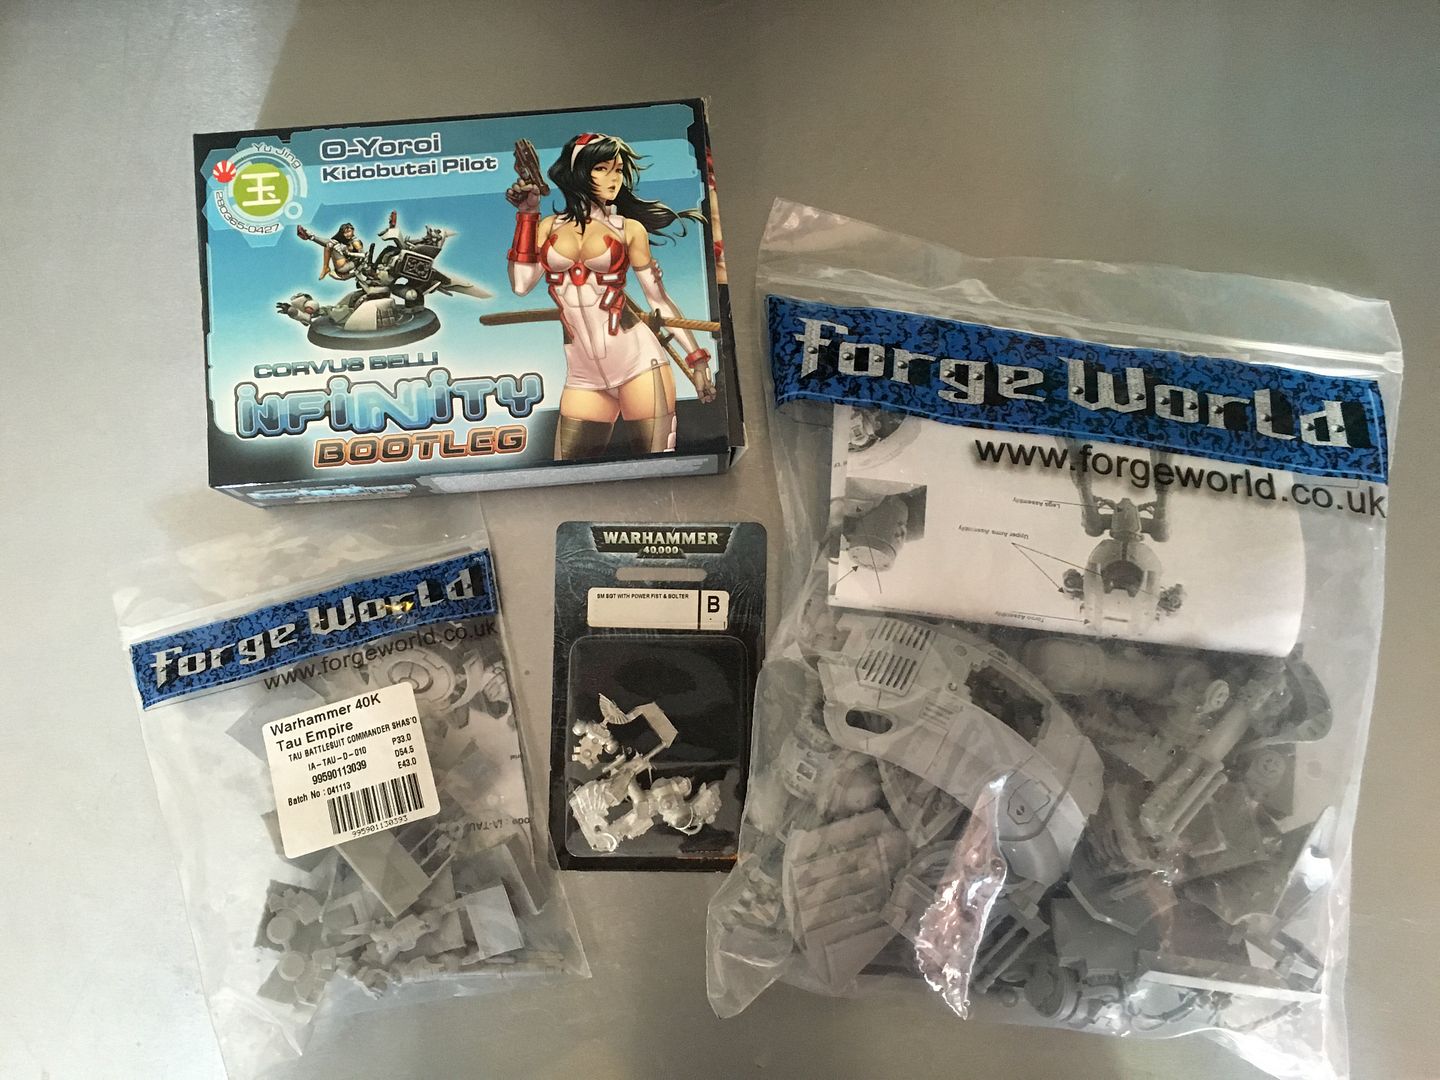 Yu Jing
O-Yoroi
Kidobutai Pilot
玉
280365-0427
CORVUS BELLI
INFINITY
BOOTLEG
Forge World
www.forgeworld.co.uk
Legs Assembly
Upper Arms Assembly
Torso Assembly
WARHAMMER
40,000
SM SGT WITH POWER FIST & BOLTER
B
Forge World
www.forgeworld.co.uk
Warhammer 40K
Tau Empire
TAU BATTLESUIT COMMANDER SHAS'O
IA-TAU-D-010
P33.0
99590113039
D54.5
Batch No : 041113
E43.0
995901130393